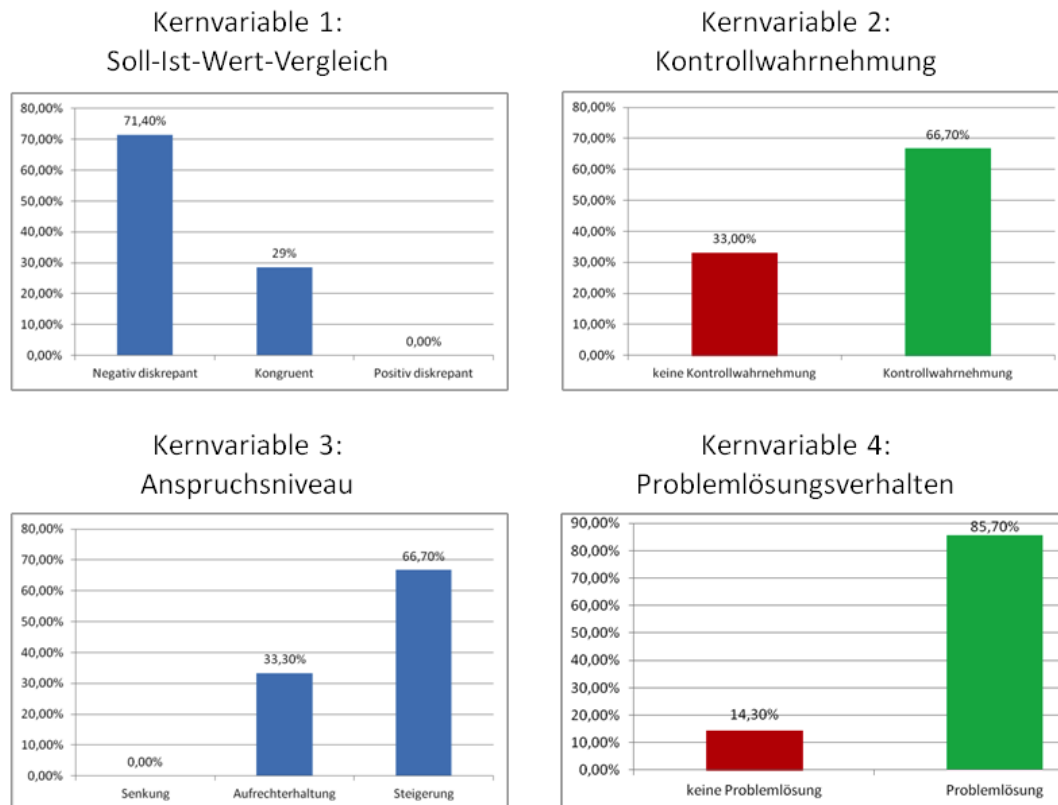 Kernvariable 1:
Soll-Ist-Wert-Vergleich
80,00%
70,00%
60,00%
50,00%
40,00%
30,00%
20,00%
10,00%
0,00%
71,40%
29%
0,00%
Negativ diskrepant
Kongruent
Positiv diskrepant
Kernvariable 2:
Kontrollwahrnehmung
80,00%
70,00%
60,00%
50,00%
40,00%
30,00%
20,00%
10,00%
0,00%
33,00%
66,70%
keine Kontrollwahrnehmung
Kontrollwahrnehmung
Kernvariable 3:
Anspruchsniveau
80,00%
70,00%
60,00%
50,00%
40,00%
30,00%
20,00%
10,00%
0,00%
0,00%
33,30%
66,70%
Senkung
Aufrechterhaltung
Steigerung
Kernvariable 4:
Problemlösungsverhalten
90,00%
80,00%
70,00%
60,00%
50,00%
40,00%
30,00%
20,00%
10,00%
0,00%
14,30%
85,70%
keine Problemlösung
Problemlösung